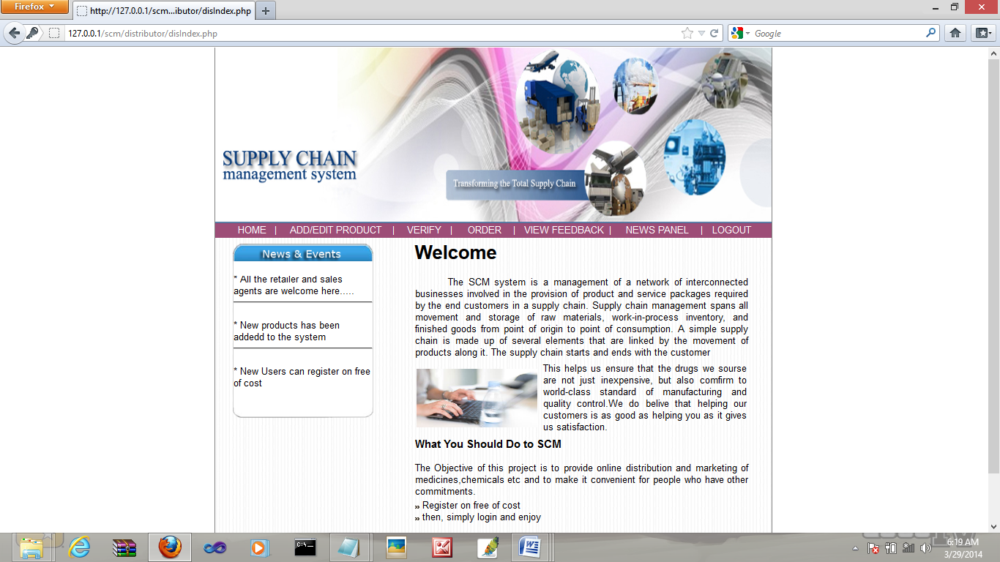 Firefox
http://127.0.0.1/scm...ibutor/disIndex.php
127.0.0.1/scm/distributor/disIndex.php
Google
SUPPLY CHAIN
management system
Transforming the Total Supply Chain
HOME | ADD/EDIT PRODUCT | VERIFY | ORDER | VIEW FEEDBACK | NEWS PANEL | LOGOUT
News & Events
* All the retailer and sales
agents are welcome here.....
* New products has been
addedd to the system
* New Users can register on free
of cost
Welcome
The SCM system is a management of a network of interconnected
businesses involved in the provision of product and service packages required
by the end customers in a supply chain. Supply chain management spans all
movement and storage of raw materials, work-in-process inventory, and
finished goods from point of origin to point of consumption. A simple supply
chain is made up of several elements that are linked by the movement of
products along it. The supply chain starts and ends with the customer
This helps us ensure that the drugs we sourse
are not just inexpensive, but also comfirm to
world-class standard of manufacturing and
quality control.We do belive that helping our
customers is as good as helping you as it gives
us satisfaction.
What You Should Do to SCM
The Objective of this project is to provide online distribution and marketing of
medicines,chemicals etc and to make it convenient for people who have other
commitments.
» Register on free of cost
» then, simply login and enjoy
6:19 AM
3/29/2014